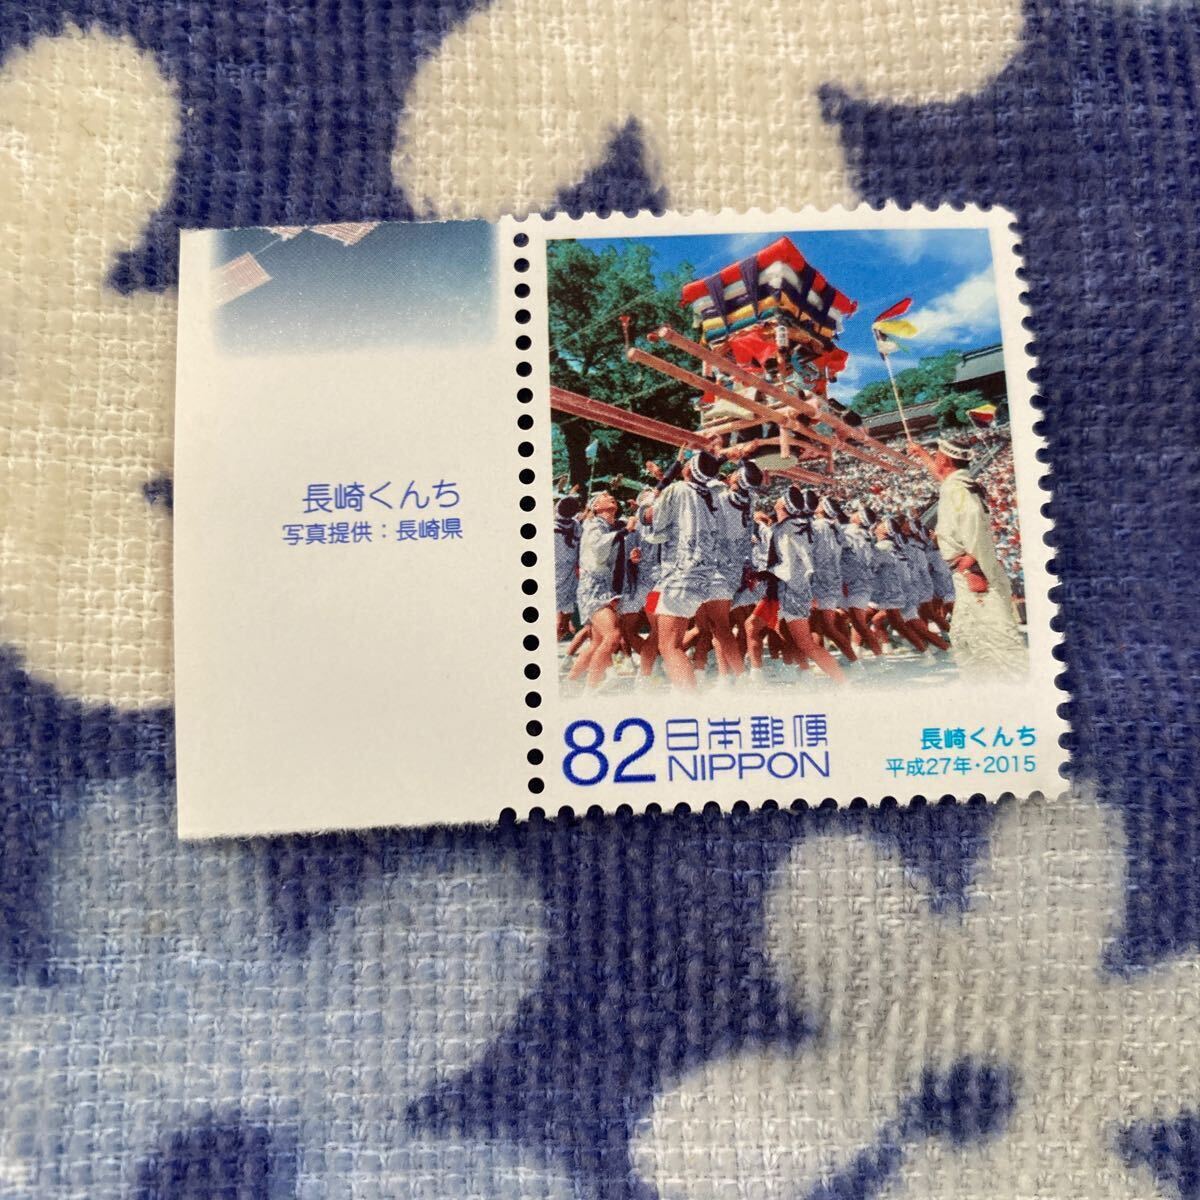 長崎くんち
写真提供：長崎県
82 日本郵便
NIPPON
長崎くんち
平成27年・2015